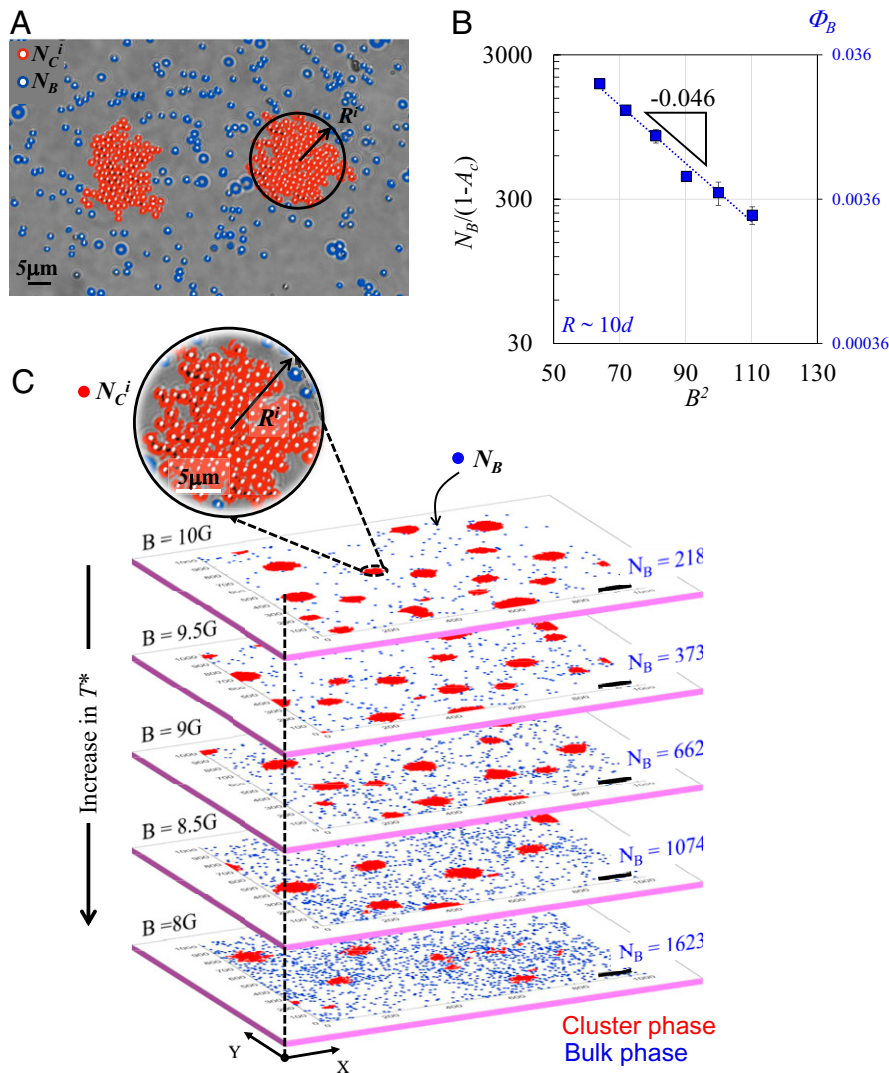 A
N_C^i
N_B
R^i
5μm
B
Φ_B
3000
300
30
0.036
0.0036
0.00036
-0.046
N_B/(1-A_c)
R ~ 10d
50
70
90
110
130
B^2
C
N_C^i
R^i
5μm
N_B
Increase in T*
B = 10G
N_B = 218
B = 9.5G
N_B = 373
B = 9G
N_B = 662
B = 8.5G
N_B = 1074
B =8G
N_B = 1623
Y
X
Cluster phase
Bulk phase